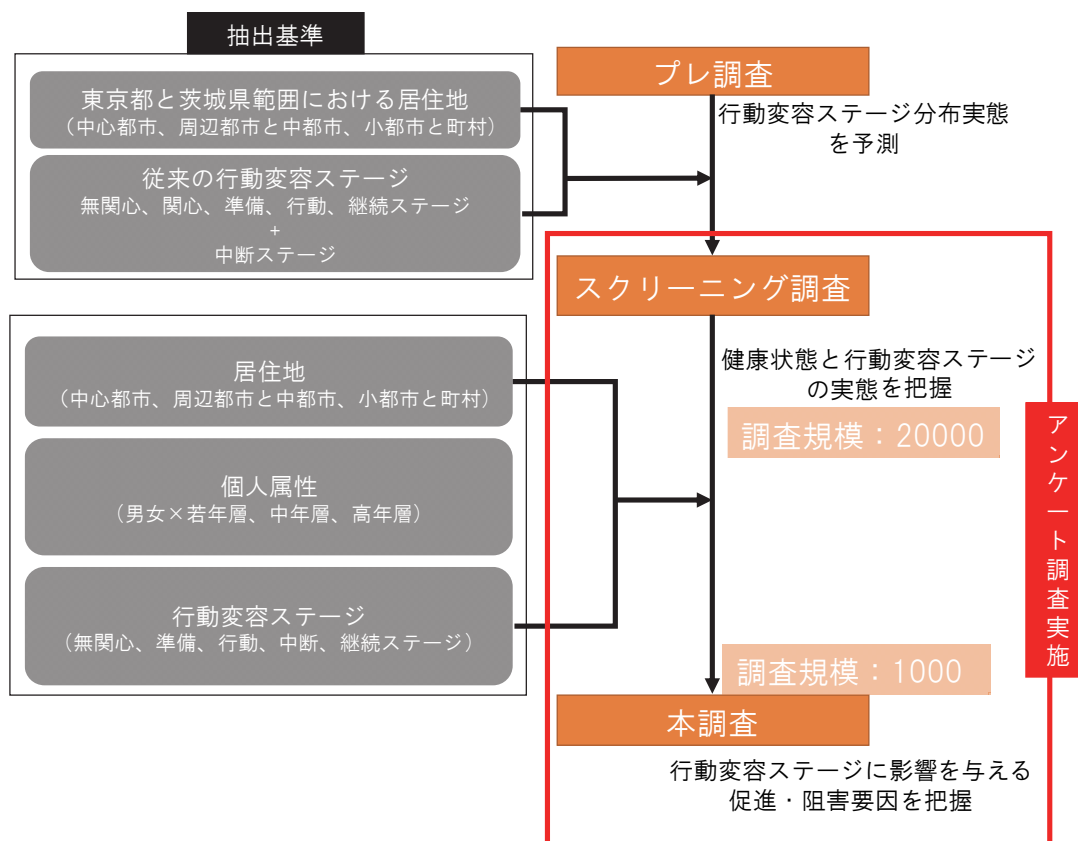 抽出基準
東京都と茨城県範囲における居住地
（中心都市、周辺都市と中都市、小都市と町村）
従来の行動変容ステージ
無関心、関心、準備、行動、継続ステージ
+
中断ステージ
プレ調査
行動変容ステージ分布実態
を予測
スクリーニング調査
居住地
（中心都市、周辺都市と中都市、小都市と町村）
個人属性
（男女×若年層、中年層、高年層）
行動変容ステージ
（無関心、準備、行動、中断、継続ステージ）
健康状態と行動変容ステージ
の実態を把握
調査規模：20000
アンケート調査実施
調査規模：1000
本調査
行動変容ステージに影響を与える
促進・阻害要因を把握